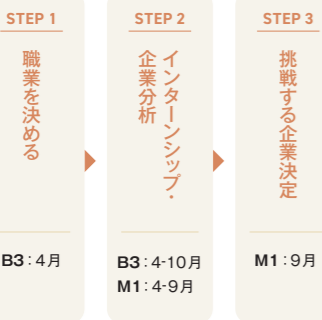 STEP 1
職業を決める
B3：4月
STEP 2
インターンシップ・
企業分析
B3：4-10月
M1：4-9月
STEP 3
挑戦する企業決定
M1：9月